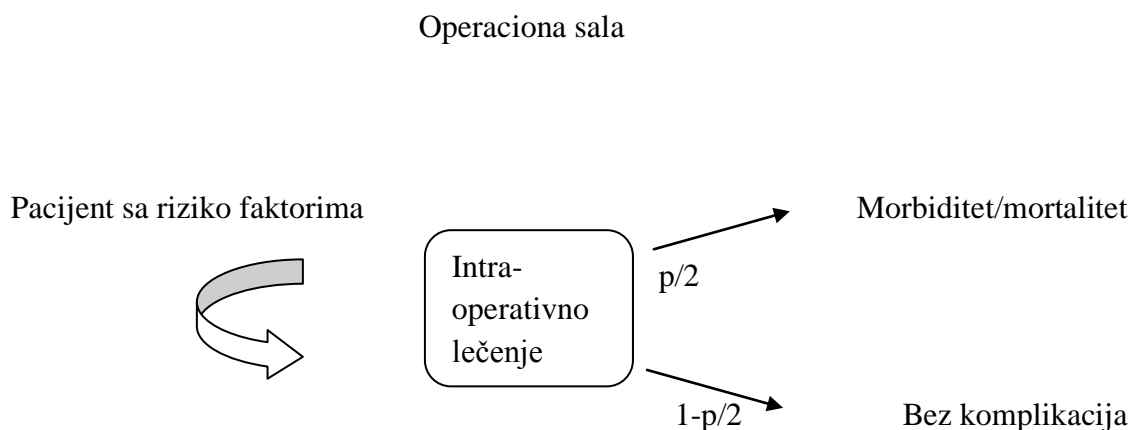 Operaciona sala
Pacijent sa riziko faktorima
Morbiditet/mortalitet
Intra-
operativno
lečenje
p/2
1-p/2
Bez komplikacija